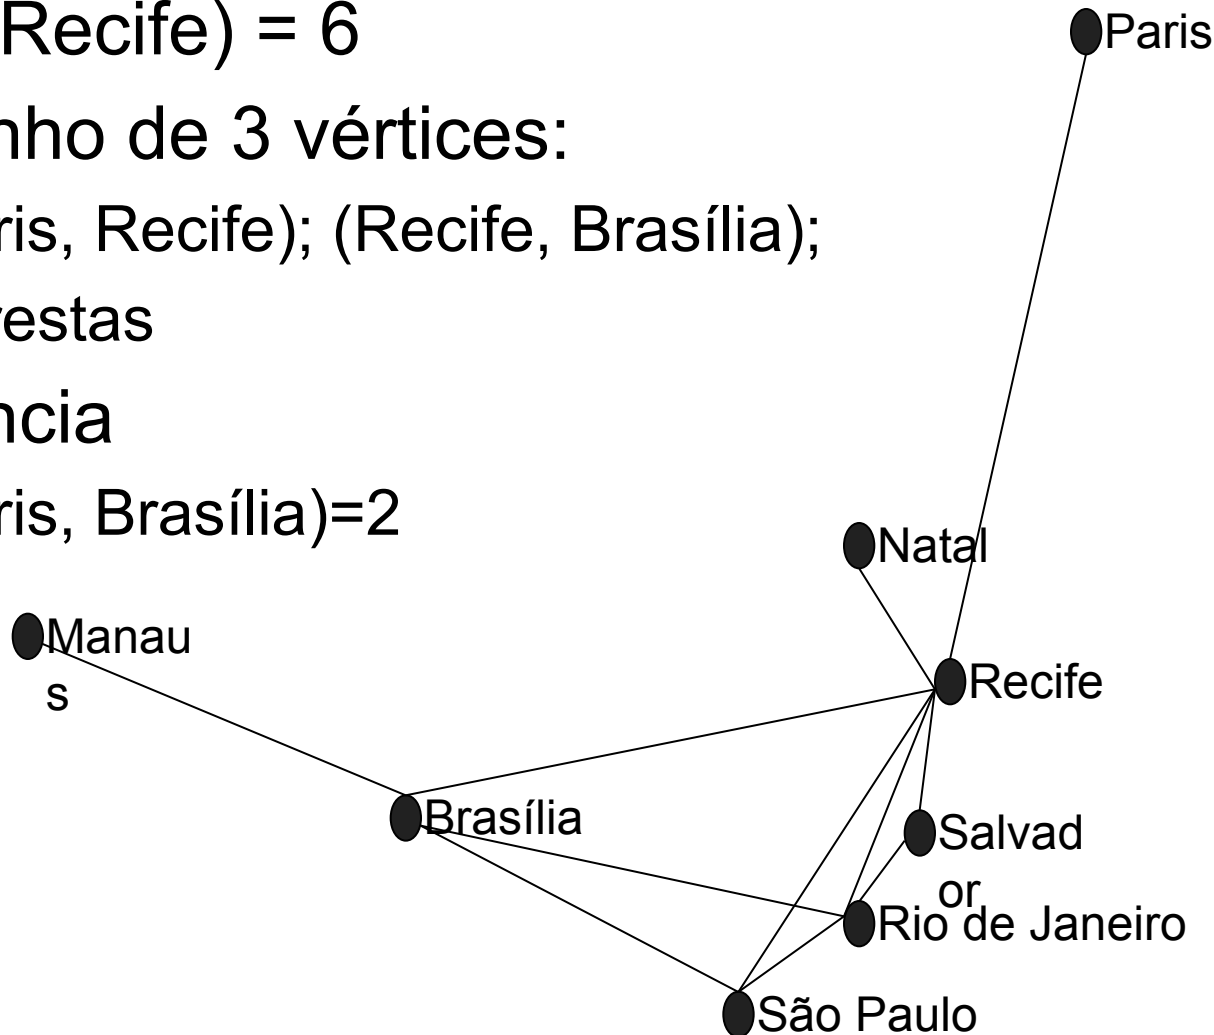 Recife) = 6
Paris
nho de 3 vértices:
ris, Recife); (Recife, Brasília);
restas
ncia
ris, Brasília)=2
Natal
Manau
s
Recife
Brasília
Salvad
or
Rio de Janeiro
São Paulo